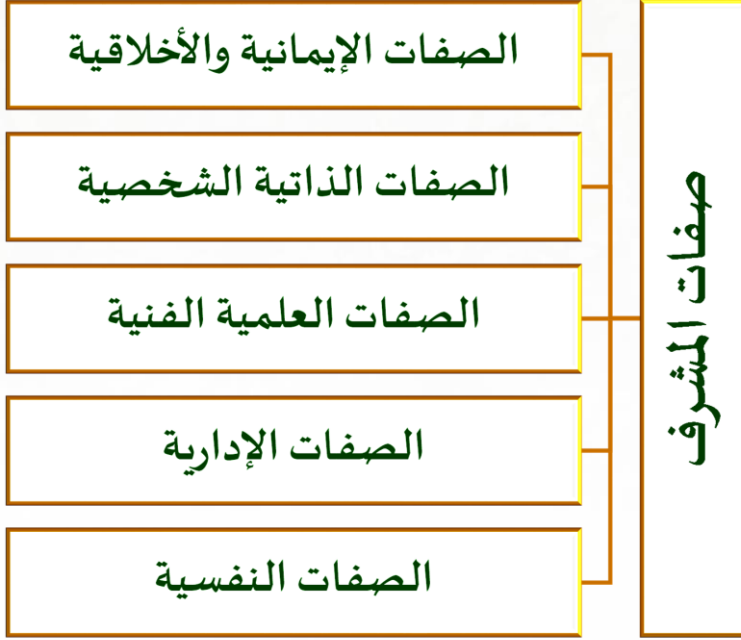 صفات المشرف
الصفات الإيمانية والأخلاقية
الصفات الذاتية الشخصية
الصفات العلمية الفنية
الصفات الإدارية
الصفات النفسية